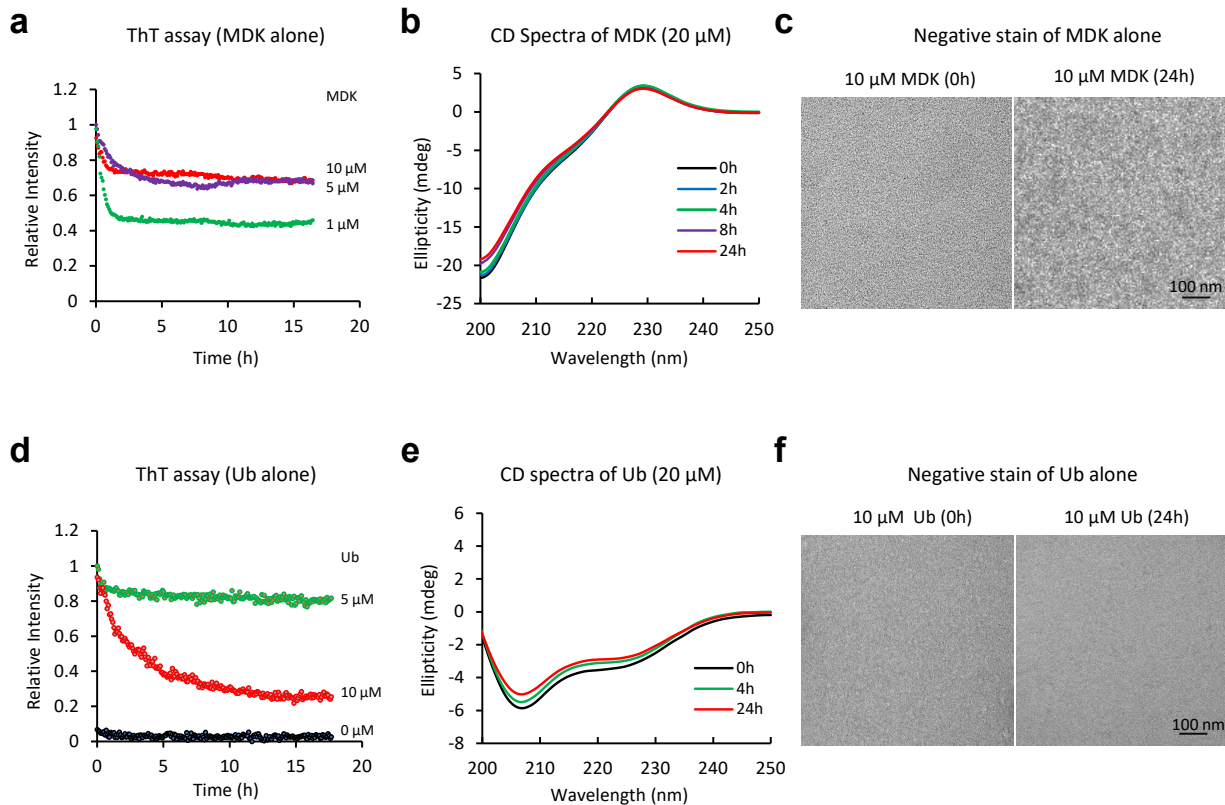 a
ThT assay (MDK alone)
1.2
1
0.8
0.6
0.4
0.2
0
Relative Intensity
MDK
10 µM
5 µM
1 µM
0 5 10 15 20
Time (h)
b
CD Spectra of MDK (20 µM)
5
0
-5
-10
-15
-20
-25
Ellipticity (mdeg)
0h
2h
4h
8h
24h
200 210 220 230 240 250
Wavelength (nm)
c
Negative stain of MDK alone
10 µM MDK (0h) 10 µM MDK (24h)
100 nm
d
ThT assay (Ub alone)
1.2
1
0.8
0.6
0.4
0.2
0
Relative Intensity
Ub
5 µM
10 µM
0 µM
0 5 10 15 20
Time (h)
e
CD spectra of Ub (20 µM)
6
4
2
0
-2
-4
-6
-8
Ellipticity (mdeg)
0h
4h
24h
200 210 220 230 240 250
Wavelength (nm)
f
Negative stain of Ub alone
10 µM Ub (0h) 10 µM Ub (24h)
100 nm